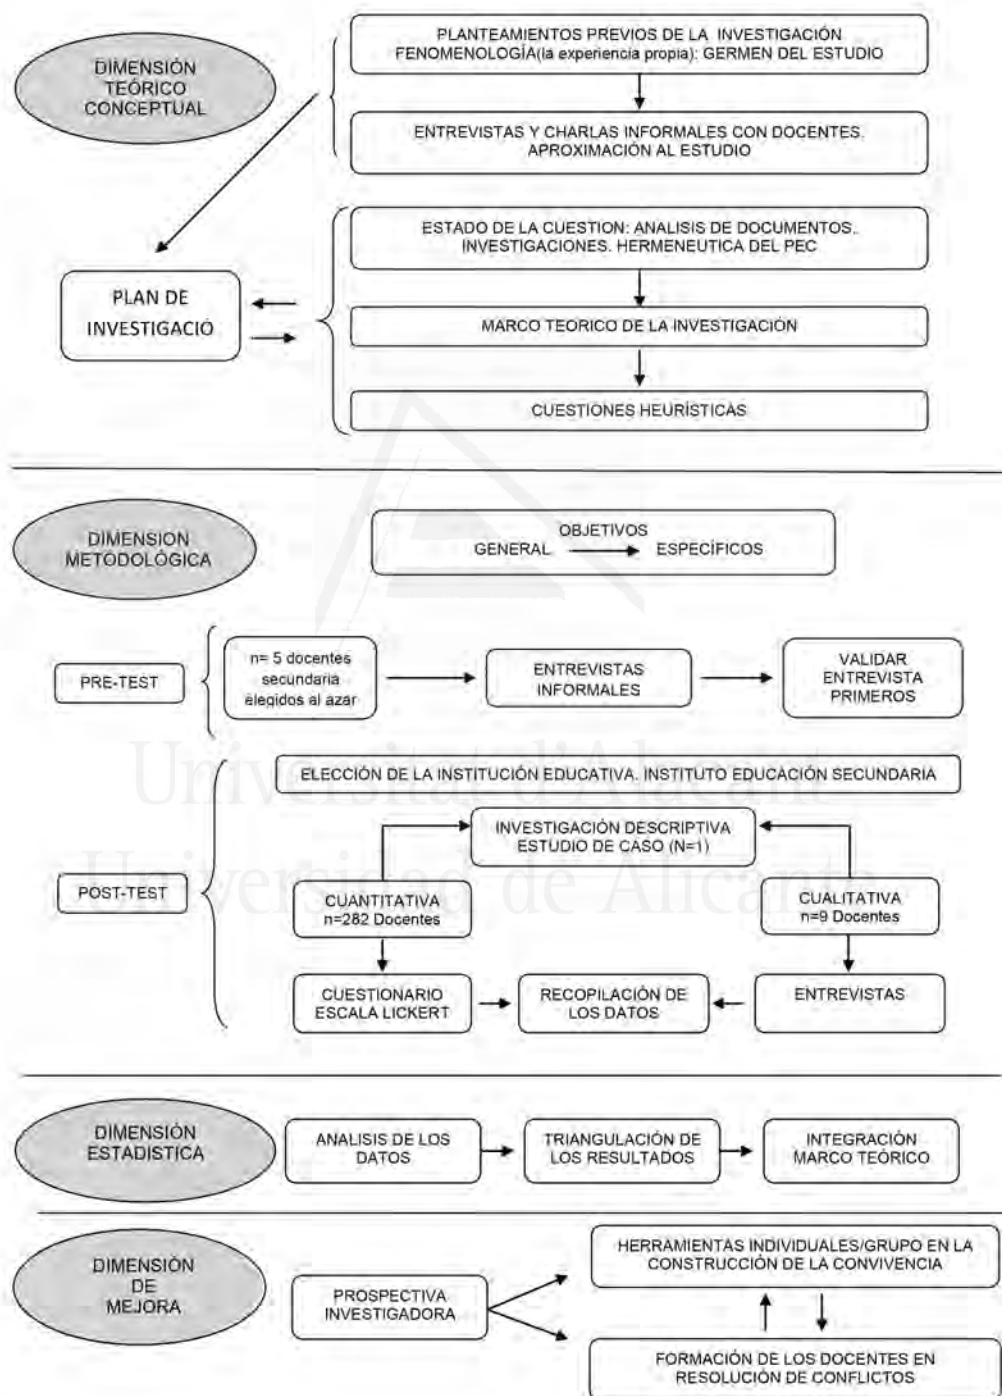 DIMENSIÓN
TEÓRICO
CONCEPTUAL
PLANTEAMIENTOS PREVIOS DE LA INVESTIGACIÓN
FENOMENOLOGÍA(la experiencia propia): GERMEN DEL ESTUDIO
ENTREVISTAS Y CHARLAS INFORMALES CON DOCENTES.
APROXIMACIÓN AL ESTUDIO
ESTADO DE LA CUESTION: ANALISIS DE DOCUMENTOS.
INVESTIGACIONES. HERMENEUTICA DEL PEC
PLAN DE
INVESTIGACIÓ
MARCO TEORICO DE LA INVESTIGACIÓN
CUESTIONES HEURÍSTICAS
DIMENSION
METODOLÓGICA
OBJETIVOS
GENERAL ESPECÍFICOS
PRE-TEST
n= 5 docentes
secundaria
elegidos al azar
ENTREVISTAS
INFORMALES
VALIDAR
ENTREVISTA
PRIMEROS
Universitat d'Alacant
Universidad de Alicante
ELECCIÓN DE LA INSTITUCIÓN EDUCATIVA. INSTITUTO EDUCACIÓN SECUNDARIA
INVESTIGACIÓN DESCRIPTIVA
ESTUDIO DE CASO (N=1)
POST-TEST
CUANTITATIVA
n=282 Docentes
CUALITATIVA
n=9 Docentes
CUESTIONARIO
ESCALA LICKERT
RECOPILACIÓN DE
LOS DATOS
ENTREVISTAS
DIMENSIÓN
ESTADISTICA
ANALISIS DE LOS
DATOS
TRIANGULACIÓN DE
LOS RESULTADOS
INTEGRACIÓN
MARCO TEÓRICO
DIMENSIÓN
DE
MEJORA
PROSPECTIVA
INVESTIGADORA
HERRAMIENTAS INDIVIDUALES/GRUPO EN LA
CONSTRUCCIÓN DE LA CONVIVENCIA
FORMACIÓN DE LOS DOCENTES EN
RESOLUCIÓN DE CONFLICTOS